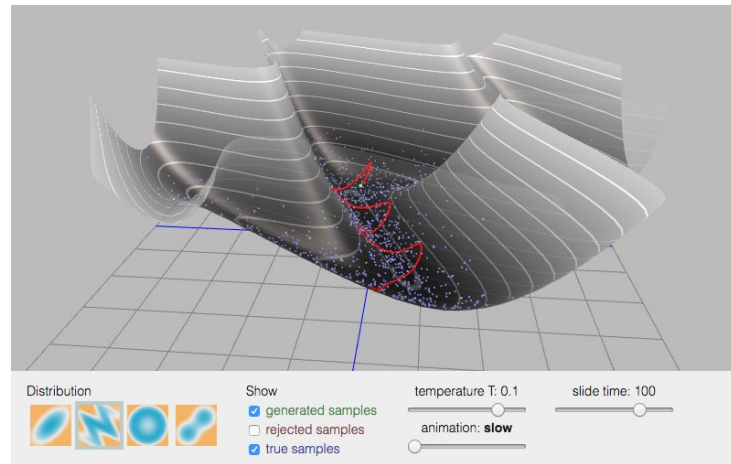 Distribution
Show
generated samples
rejected samples
true samples
temperature T: 0.1
animation: slow
slide time: 100